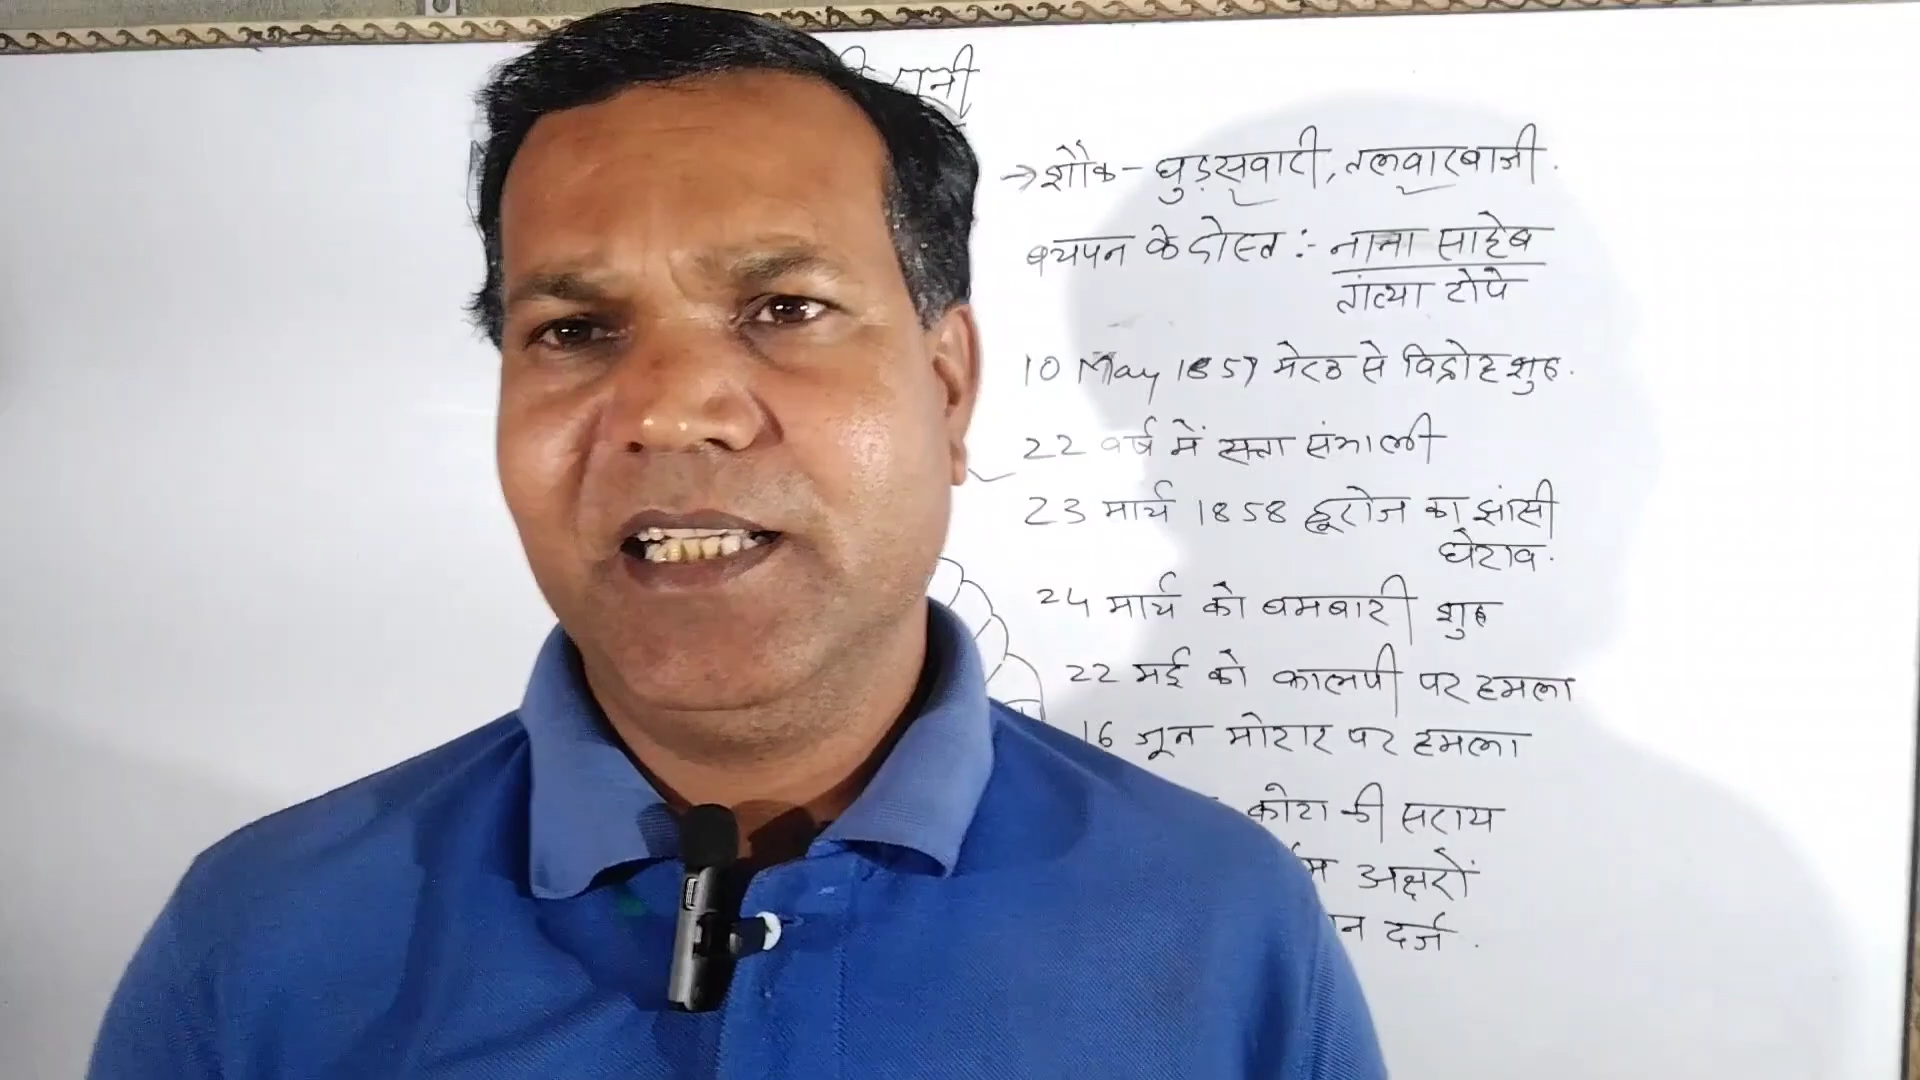 → शौक - घुड़सवारी, तलवारबाजी.
बचपन के दोस्त :- नाना साहेब
तांत्या टोपे
10 May 1857 मेरठ से विद्रोह शुरू.
22 वर्ष में सत्ता संभाली
23 मार्च 1858 ह्यूरोज का झांसी
घेराव.
24 मार्च को बमबारी शुरू
22 मई को कालपी पर हमला
16 जून मोरार पर हमला
कोटा की सराय
अक्षरों
दर्ज.